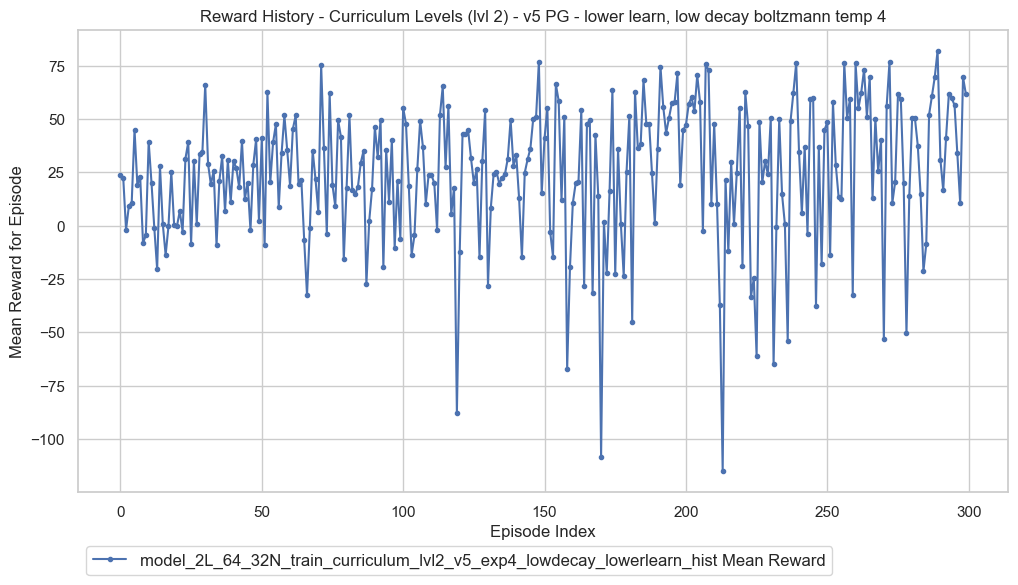 Reward History - Curriculum Levels (lvl 2) - v5 PG - lower learn, low decay boltzmann temp 4
Mean Reward for Episode
75
50
25
0
−25
−50
−75
−100
0 50 100 150 200 250 300
Episode Index
model_2L_64_32N_train_curriculum_lvl2_v5_exp4_lowdecay_lowerlearn_hist Mean Reward